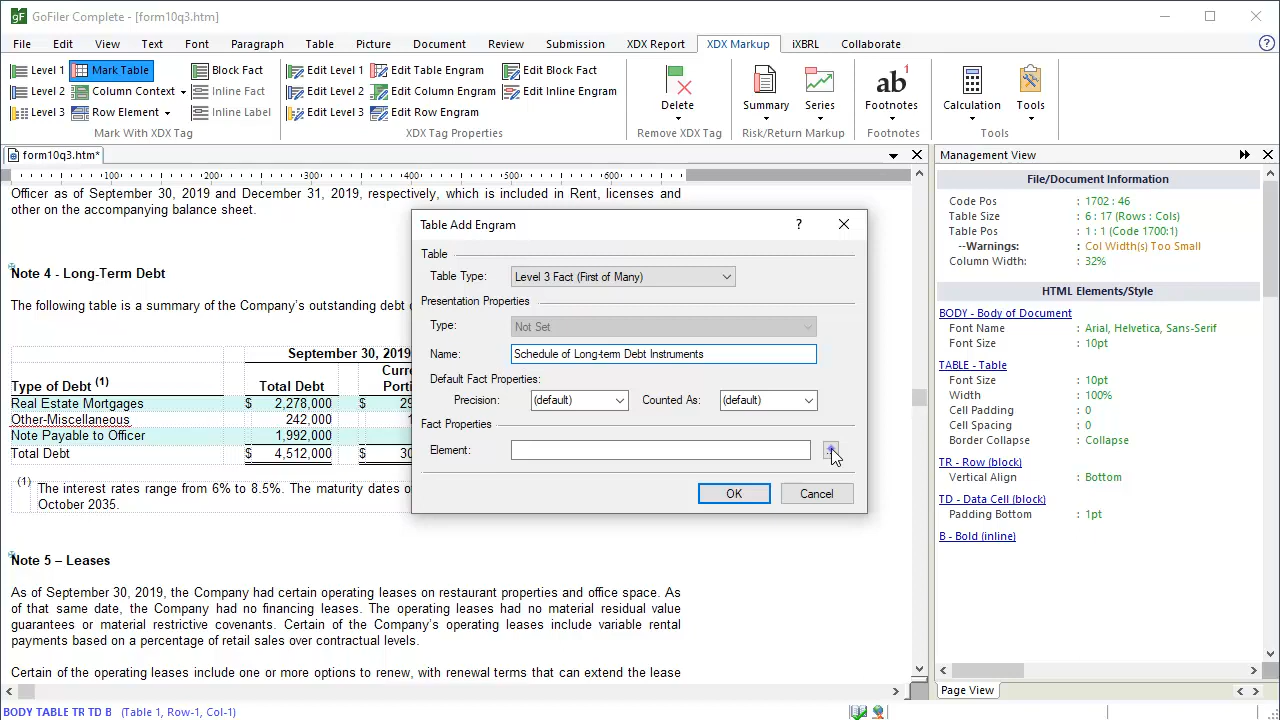 GoFiler Complete - [form10q3.htm]
File Edit View Text Font Paragraph Table Picture Document Review Submission XDX Report XDX Markup iXBRL Collaborate
Level 1 Mark Table Block Fact Edit Level 1 Edit Table Engram Edit Block Fact
Level 2 Column Context Inline Fact Edit Level 2 Edit Column Engram Edit Inline Engram
Level 3 Row Element Inline Label Edit Level 3 Edit Row Engram
Delete Summary Series Footnotes Calculation Tools
Mark With XDX Tag XDX Tag Properties Remove XDX Tag Risk/Return Markup Footnotes Tools
form10q3.htm*
100 200 300 400 500 600
Officer as of September 30, 2019 and December 31, 2019, respectively, which is included in Rent, licenses and
other on the accompanying balance sheet.
Note 4 - Long-Term Debt
The following table is a summary of the Company's outstanding debt
September 30, 2019
Type of Debt (1) Total Debt
Real Estate Mortgages $ 2,278,000 $
Other-Miscellaneous 242,000
Note Payable to Officer 1,992,000
Total Debt $ 4,512,000 $
(1) The interest rates range from 6% to 8.5%. The maturity dates
October 2035.
Note 5 – Leases
As of September 30, 2019, the Company had certain operating leases on restaurant properties and office space. As
of that same date, the Company had no financing leases. The operating leases had no material residual value
guarantees or material restrictive covenants. Certain of the Company's operating leases include variable rental
payments based on a percentage of retail sales over contractual levels.
Certain of the operating leases include one or more options to renew, with renewal terms that can extend the lease
Table Add Engram
Table
Table Type: Level 3 Fact (First of Many)
Presentation Properties
Type: Not Set
Name: Schedule of Long-term Debt Instruments
Default Fact Properties:
Precision: (default) Counted As: (default)
Fact Properties
Element:
OK Cancel
Management View
File/Document Information
Code Pos : 1702 : 46
Table Size : 6 : 17 (Rows : Cols)
Table Pos : 1 : 1 (Code 1700:1)
--Warnings: : Col Width(s) Too Small
Column Width: : 32%
HTML Elements/Style
BODY - Body of Document
Font Name : Arial, Helvetica, Sans-Serif
Font Size : 10pt
TABLE - Table
Font Size : 10pt
Width : 100%
Cell Padding : 0
Cell Spacing : 0
Border Collapse : Collapse
TR - Row (block)
Vertical Align : Bottom
TD - Data Cell (block)
Padding Bottom : 1pt
B - Bold (inline)
Page View
BODY TABLE TR TD B (Table 1, Row-1, Col-1)